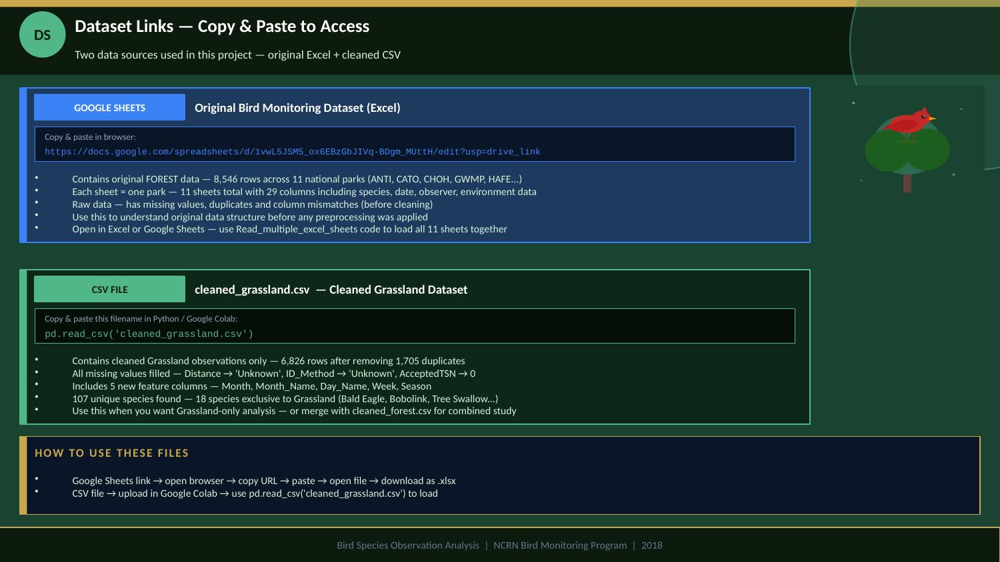 DS
Dataset Links — Copy & Paste to Access
Two data sources used in this project — original Excel + cleaned CSV
GOOGLE SHEETS
Original Bird Monitoring Dataset (Excel)
Copy & paste in browser:
https://docs.google.com/spreadsheets/d/1vwL5JSM5_ox6EBzGbJIVq-BDgm_MUttH/edit?usp=drive_link
• Contains original FOREST data — 8,546 rows across 11 national parks (ANTI, CATO, CHOH, GWMP, HAFE...)
• Each sheet = one park — 11 sheets total with 29 columns including species, date, observer, environment data
• Raw data — has missing values, duplicates and column mismatches (before cleaning)
• Use this to understand original data structure before any preprocessing was applied
• Open in Excel or Google Sheets — use Read_multiple_excel_sheets code to load all 11 sheets together
CSV FILE
cleaned_grassland.csv — Cleaned Grassland Dataset
Copy & paste this filename in Python / Google Colab:
pd.read_csv('cleaned_grassland.csv')
• Contains cleaned Grassland observations only — 6,826 rows after removing 1,705 duplicates
• All missing values filled — Distance → 'Unknown', ID_Method → 'Unknown', AcceptedTSN → 0
• Includes 5 new feature columns — Month, Month_Name, Day_Name, Week, Season
• 107 unique species found — 18 species exclusive to Grassland (Bald Eagle, Bobolink, Tree Swallow...)
• Use this when you want Grassland-only analysis — or merge with cleaned_forest.csv for combined study
HOW TO USE THESE FILES
• Google Sheets link → open browser → copy URL → paste → open file → download as .xlsx
• CSV file → upload in Google Colab → use pd.read_csv('cleaned_grassland.csv') to load
Bird Species Observation Analysis | NCRN Bird Monitoring Program | 2018